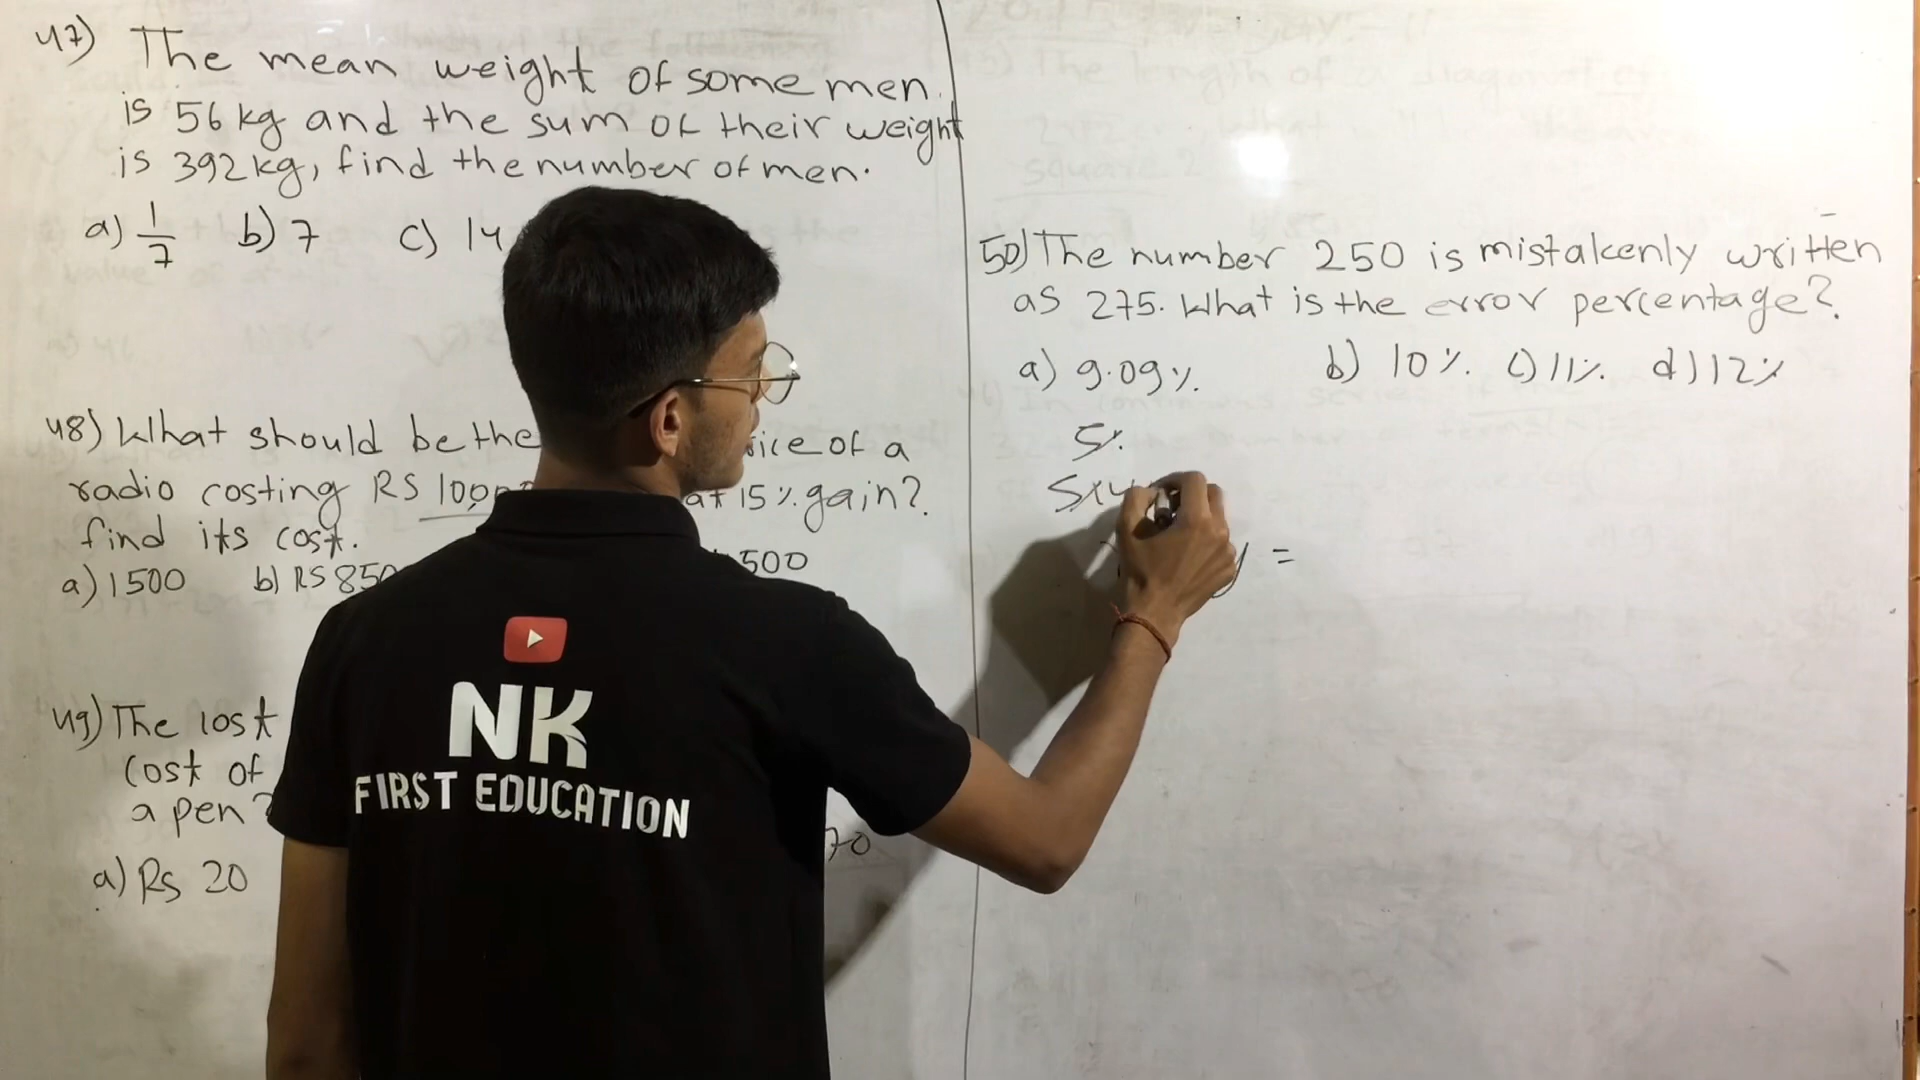 47) The mean weight of some men
is 56 kg and the sum of their weight
is 392 kg, find the number of men.
a) 1/7 b) 7 c) 14
48) What should be the
radio costing RS at 15% gain?
find its cost.
a) 1500 b) RS 850 500
49) The cost
Cost of
a pen?
a) Rs 20 70
50) The number 250 is mistakenly written
as 275. What is the error percentage?
a) 9.09% b) 10% c) 11% d) 12%
5%
=
NK
FIRST EDUCATION